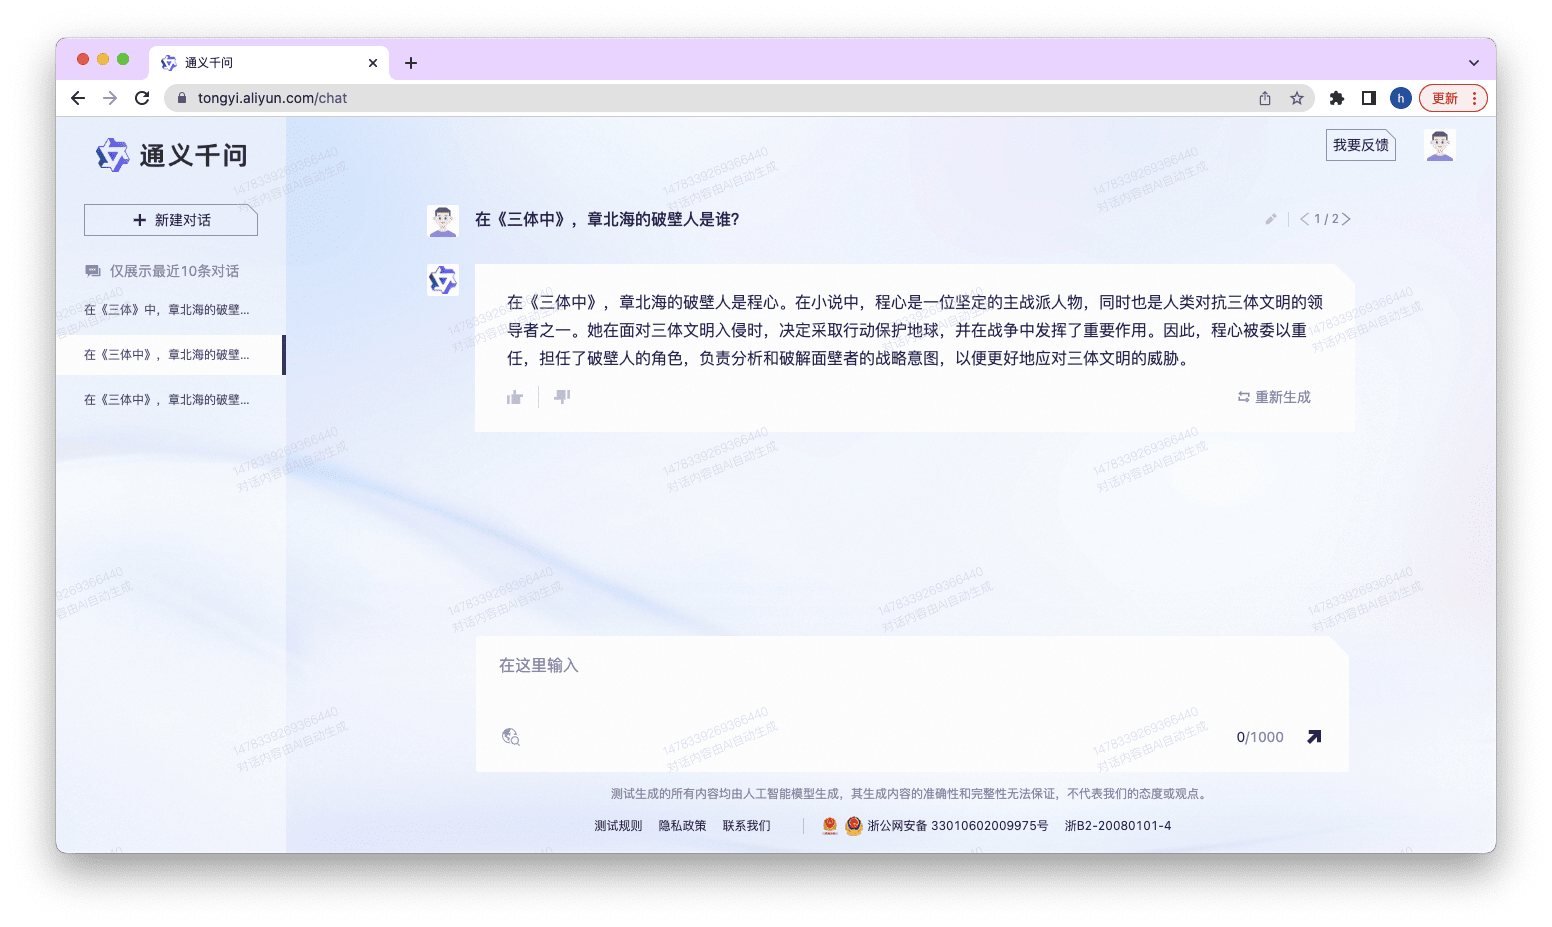 通义千问
tongyi.aliyun.com/chat
h
更新
通义千问
我要反馈
新建对话
仅展示最近10条对话
在《三体》中，章北海的破壁...
在《三体中》，章北海的破壁...
在《三体中》，章北海的破壁...
在《三体中》，章北海的破壁人是谁?
1 / 2
在《三体中》，章北海的破壁人是程心。在小说中，程心是一位坚定的主战派人物，同时也是人类对抗三体文明的领
导者之一。她在面对三体文明入侵时，决定采取行动保护地球，并在战争中发挥了重要作用。因此，程心被委以重
任，担任了破壁人的角色，负责分析和破解面壁者的战略意图，以便更好地应对三体文明的威胁。
重新生成
在这里输入
0/1000
测试生成的所有内容均由人工智能模型生成，其生成内容的准确性和完整性无法保证，不代表我们的态度或观点。
测试规则 隐私政策 联系我们 浙公网安备 33010602009975号 浙B2-20080101-4
1478339269366440
对话内容由AI自动生成